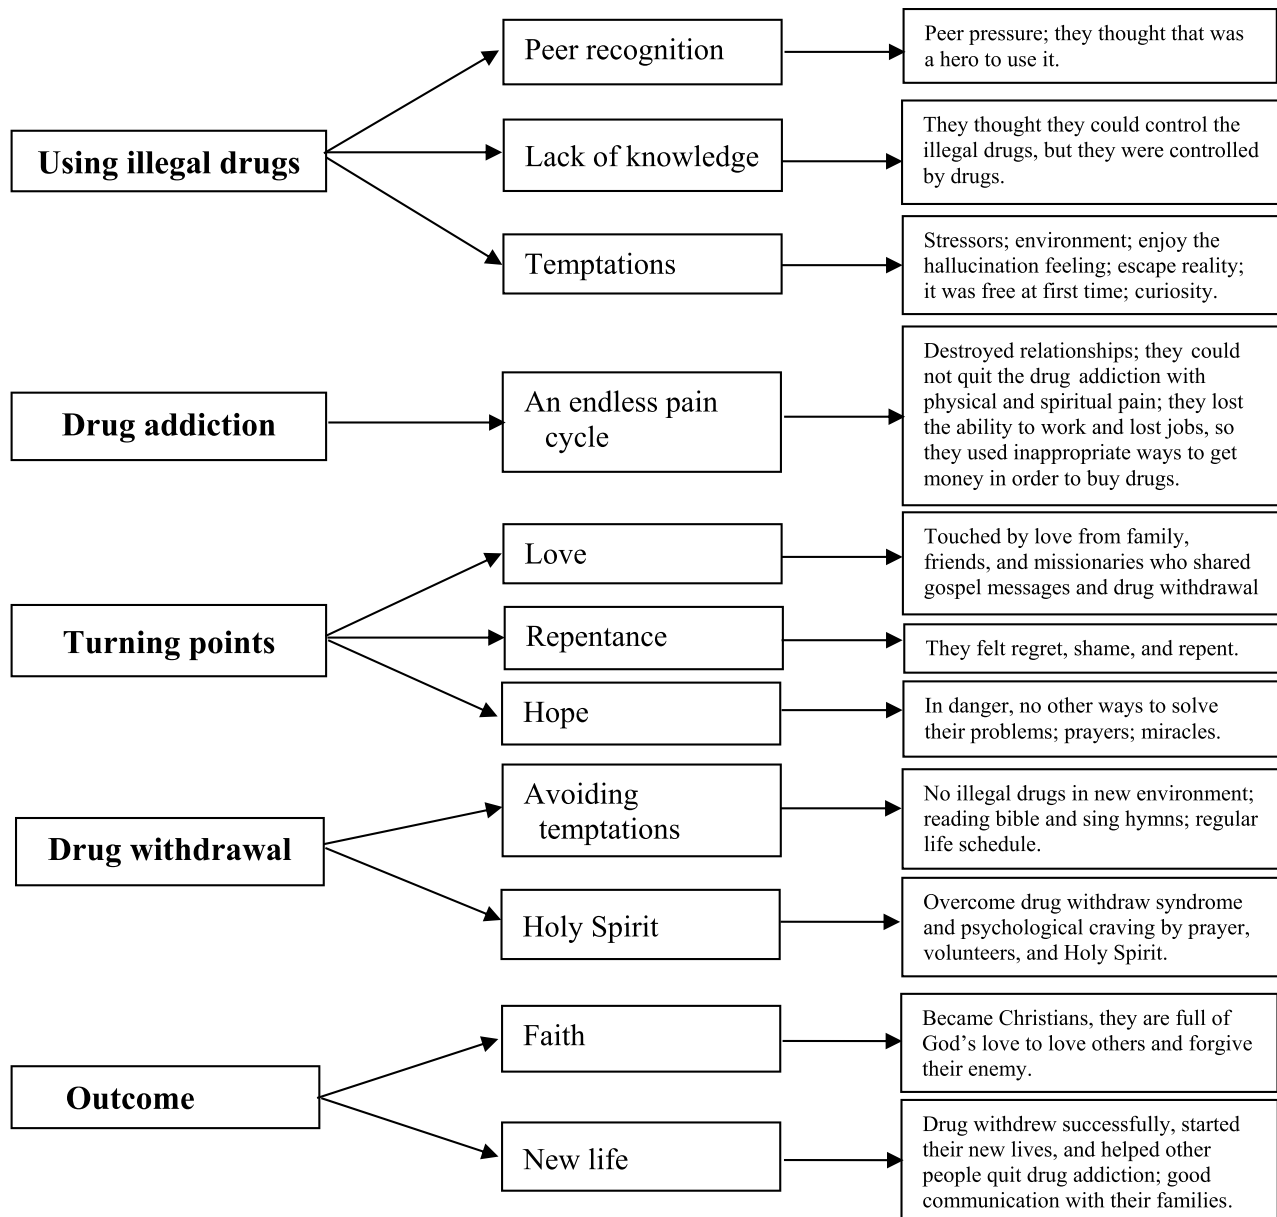 Using illegal drugs
Peer recognition
Peer pressure; they thought that was
a hero to use it.
Lack of knowledge
They thought they could control the
illegal drugs, but they were controlled
by drugs.
Temptations
Stressors; environment; enjoy the
hallucination feeling; escape reality;
it was free at first time; curiosity.
Drug addiction
An endless pain
cycle
Destroyed relationships; they could
not quit the drug addiction with
physical and spiritual pain; they lost
the ability to work and lost jobs, so
they used inappropriate ways to get
money in order to buy drugs.
Turning points
Love
Touched by love from family,
friends, and missionaries who shared
gospel messages and drug withdrawal
Repentance
They felt regret, shame, and repent.
Hope
In danger, no other ways to solve
their problems; prayers; miracles.
Drug withdrawal
Avoiding
temptations
No illegal drugs in new environment;
reading bible and sing hymns; regular
life schedule.
Holy Spirit
Overcome drug withdraw syndrome
and psychological craving by prayer,
volunteers, and Holy Spirit.
Outcome
Faith
Became Christians, they are full of
God’s love to love others and forgive
their enemy.
New life
Drug withdrew successfully, started
their new lives, and helped other
people quit drug addiction; good
communication with their families.